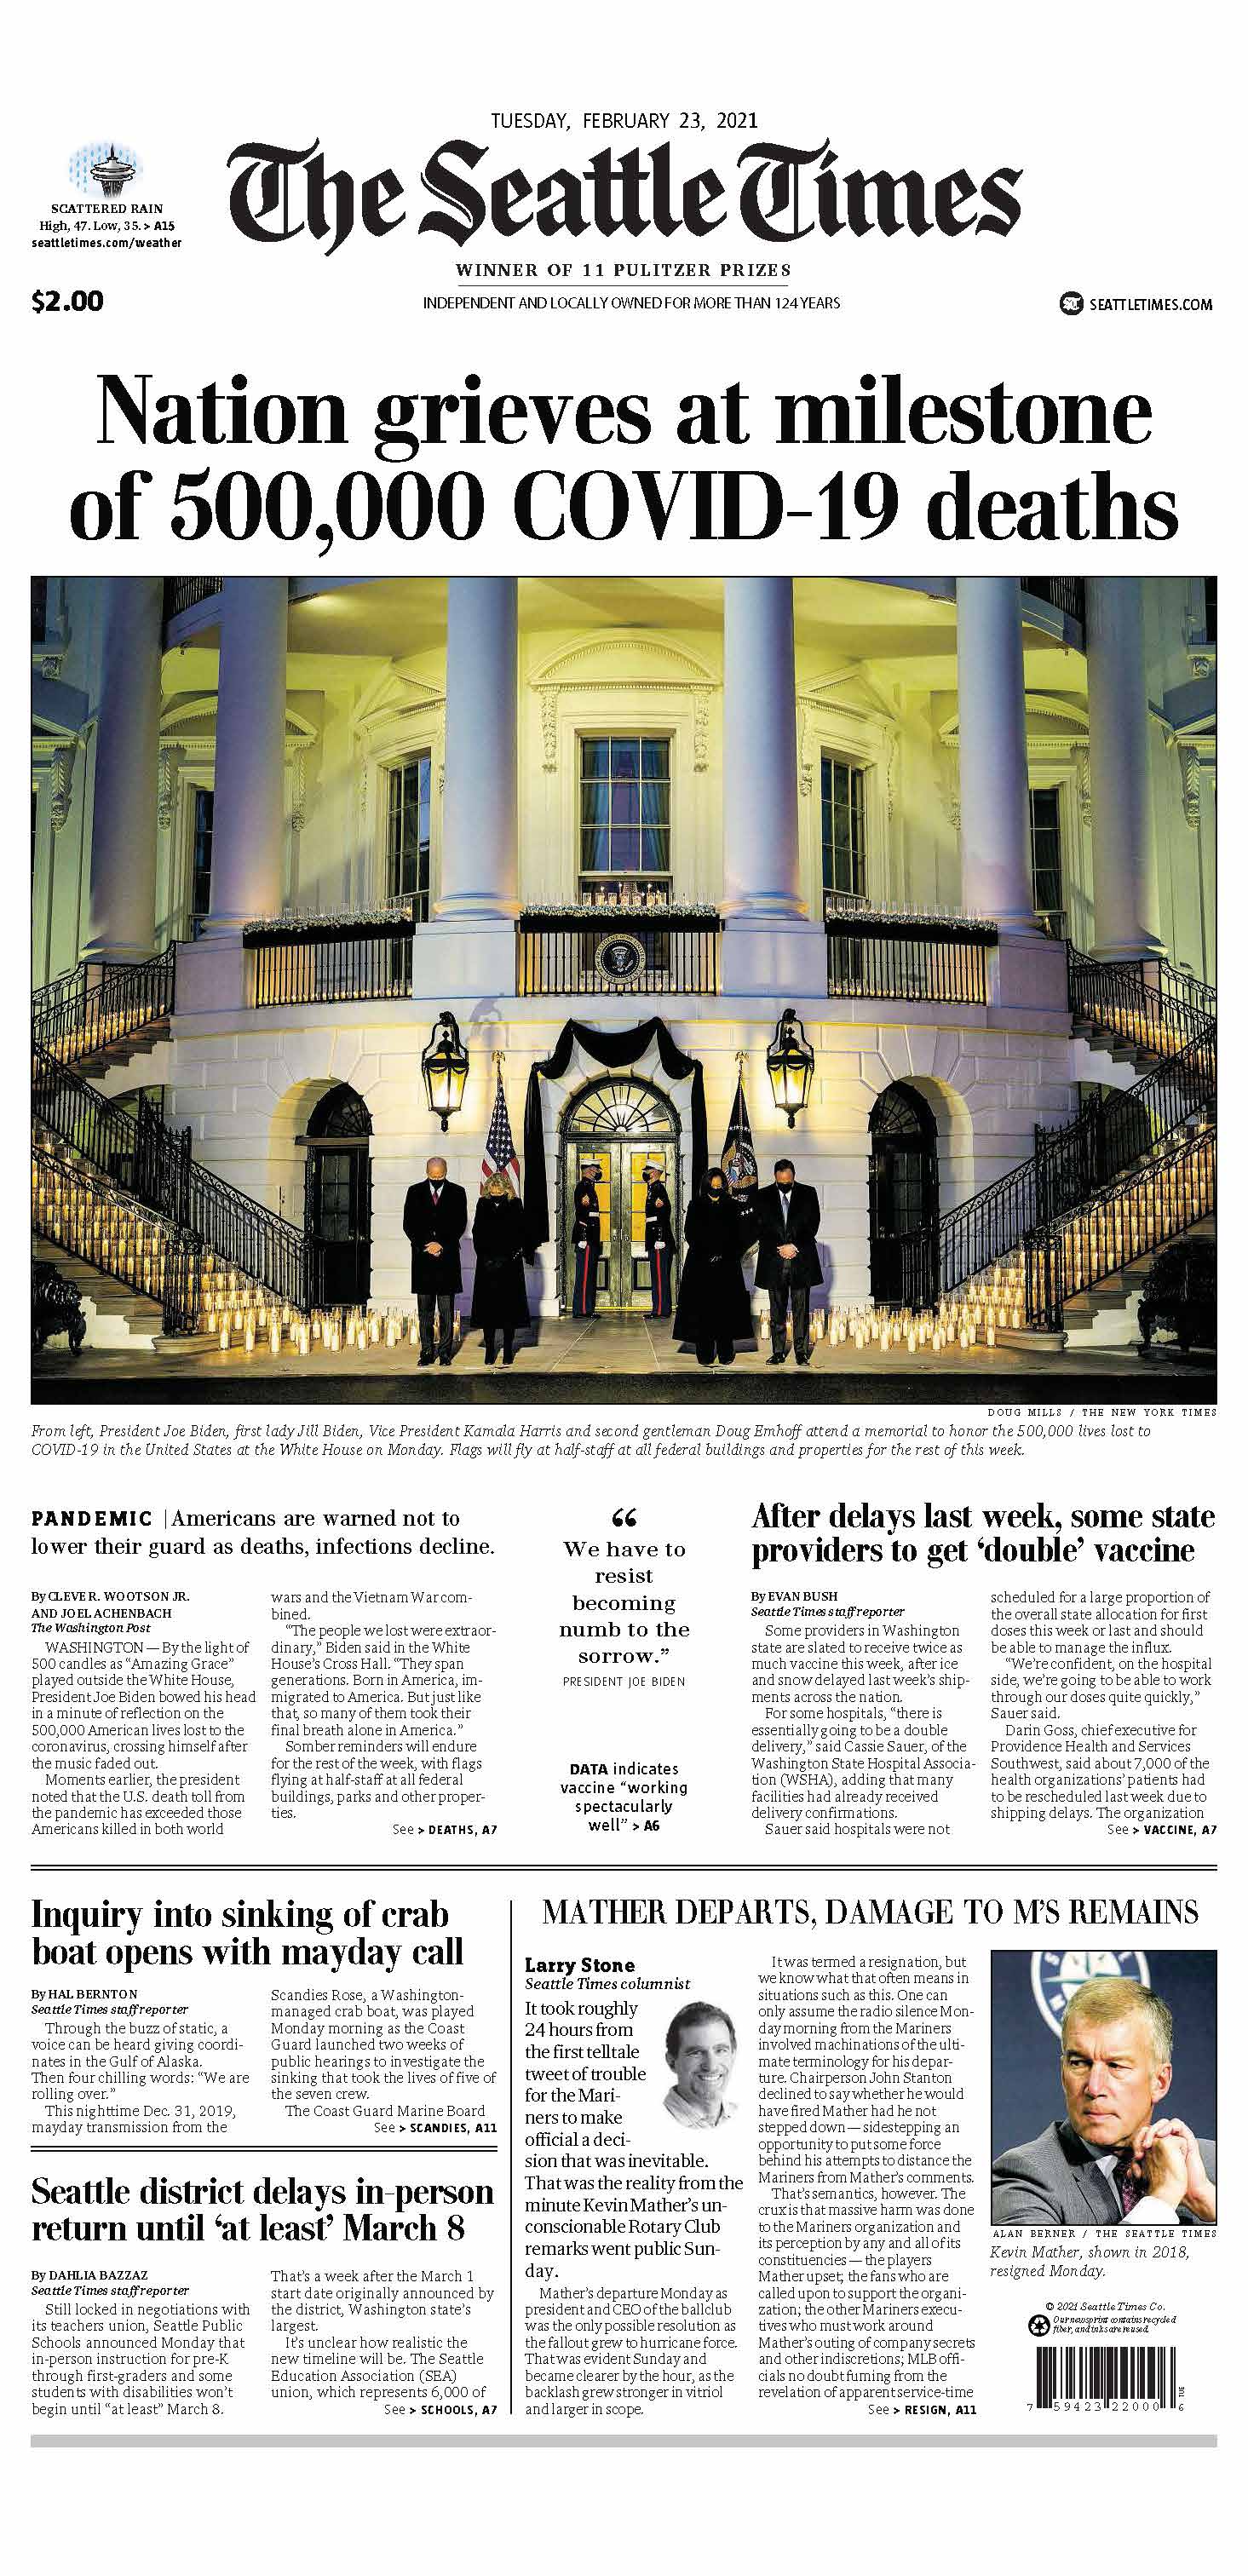 TUESDAY, FEBRUARY 23, 2021
SCATTERED RAIN
High, 47. Low, 35. > A15
seattletimes.com/weather
The Seattle Times
WINNER OF 11 PULITZER PRIZES
$2.00
INDEPENDENT AND LOCALLY OWNED FOR MORE THAN 124 YEARS
SEATTLETIMES.COM
Nation grieves at milestone
of 500,000 COVID-19 deaths
DOUG MILLS / THE NEW YORK TIMES
From left, President Joe Biden, first lady Jill Biden, Vice President Kamala Harris and second gentleman Doug Emhoff attend a memorial to honor the 500,000 lives lost to
COVID-19 in the United States at the White House on Monday. Flags will fly at half-staff at all federal buildings and properties for the rest of this week.
PANDEMIC | Americans are warned not to
lower their guard as deaths, infections decline.
By CLEVE R. WOOTSON JR.
AND JOEL ACHENBACH
The Washington Post
WASHINGTON — By the light of
500 candles as “Amazing Grace”
played outside the White House,
President Joe Biden bowed his head
in a minute of reflection on the
500,000 American lives lost to the
coronavirus, crossing himself after
the music faded out.
Moments earlier, the president
noted that the U.S. death toll from
the pandemic has exceeded those
Americans killed in both world
wars and the Vietnam War com-
bined.
“The people we lost were extraor-
dinary,” Biden said in the White
House’s Cross Hall. “They span
generations. Born in America, im-
migrated to America. But just like
that, so many of them took their
final breath alone in America.”
Somber reminders will endure
for the rest of the week, with flags
flying at half-staff at all federal
buildings, parks and other proper-
ties.
See > DEATHS, A7
“
We have to
resist
becoming
numb to the
sorrow.”
PRESIDENT JOE BIDEN
DATA indicates
vaccine “working
spectacularly
well” > A6
After delays last week, some state
providers to get ‘double’ vaccine
By EVAN BUSH
Seattle Times staff reporter
Some providers in Washington
state are slated to receive twice as
much vaccine this week, after ice
and snow delayed last week’s ship-
ments across the nation.
For some hospitals, “there is
essentially going to be a double
delivery,” said Cassie Sauer, of the
Washington State Hospital Associa-
tion (WSHA), adding that many
facilities had already received
delivery confirmations.
Sauer said hospitals were not
scheduled for a large proportion of
the overall state allocation for first
doses this week or last and should
be able to manage the influx.
“We’re confident, on the hospital
side, we’re going to be able to work
through our doses quite quickly,”
Sauer said.
Darin Goss, chief executive for
Providence Health and Services
Southwest, said about 7,000 of the
health organizations’ patients had
to be rescheduled last week due to
shipping delays. The organization
See > VACCINE, A7
Inquiry into sinking of crab
boat opens with mayday call
By HAL BERNTON
Seattle Times staff reporter
Through the buzz of static, a
voice can be heard giving coordi-
nates in the Gulf of Alaska.
Then four chilling words: “We are
rolling over.”
This nighttime Dec. 31, 2019,
mayday transmission from the
Scandies Rose, a Washington-
managed crab boat, was played
Monday morning as the Coast
Guard launched two weeks of
public hearings to investigate the
sinking that took the lives of five of
the seven crew.
The Coast Guard Marine Board
See > SCANDIES, A11
Seattle district delays in-person
return until ‘at least’ March 8
By DAHLIA BAZZAZ
Seattle Times staff reporter
Still locked in negotiations with
its teachers union, Seattle Public
Schools announced Monday that
in-person instruction for pre-K
through first-graders and some
students with disabilities won’t
begin until “at least” March 8.
That’s a week after the March 1
start date originally announced by
the district, Washington state’s
largest.
It’s unclear how realistic the
new timeline will be. The Seattle
Education Association (SEA)
union, which represents 6,000 of
See > SCHOOLS, A7
MATHER DEPARTS, DAMAGE TO M’S REMAINS
Larry Stone
Seattle Times columnist
It took roughly
24 hours from
the first telltale
tweet of trouble
for the Mari-
ners to make
official a deci-
sion that was inevitable.
That was the reality from the
minute Kevin Mather’s un-
conscionable Rotary Club
remarks went public Sun-
day.
Mather’s departure Monday as
president and CEO of the ballclub
was the only possible resolution as
the fallout grew to hurricane force.
That was evident Sunday and
became clearer by the hour, as the
backlash grew stronger in vitriol
and larger in scope.
It was termed a resignation, but
we know what that often means in
situations such as this. One can
only assume the radio silence Mon-
day morning from the Mariners
involved machinations of the ulti-
mate terminology for his depar-
ture. Chairperson John Stanton
declined to say whether he would
have fired Mather had he not
stepped down — sidestepping an
opportunity to put some force
behind his attempts to distance the
Mariners from Mather’s comments.
That’s semantics, however. The
crux is that massive harm was done
to the Mariners organization and
its perception by any and all of its
constituencies — the players
Mather upset; the fans who are
called upon to support the organi-
zation; the other Mariners execu-
tives who must work around
Mather’s outing of company secrets
and other indiscretions; MLB offi-
cials no doubt fuming from the
revelation of apparent service-time
See > RESIGN, A11
ALAN BERNER / THE SEATTLE TIMES
Kevin Mather, shown in 2018,
resigned Monday.
© 2021 Seattle Times Co.
Our newsprint contains recycled
fiber, and inks are reused.
TUE
7 59423 22000 6